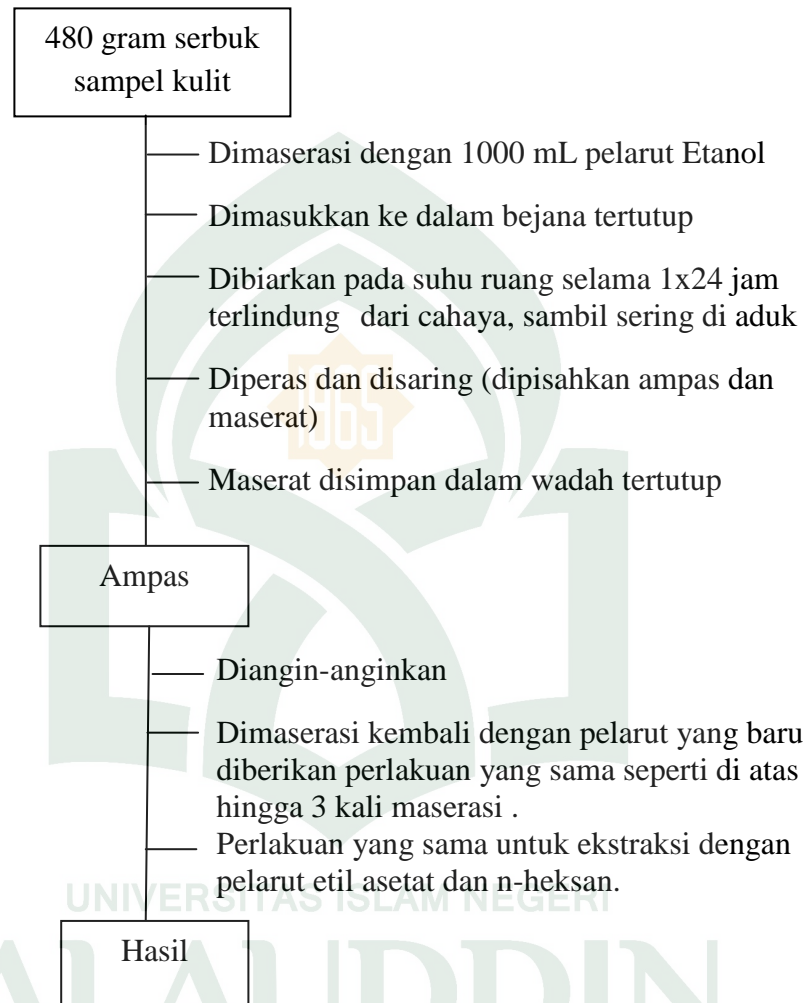 480 gram serbuk
sampel kulit
Dimaserasi dengan 1000 mL pelarut Etanol
Dimasukkan ke dalam bejana tertutup
Dibiarkan pada suhu ruang selama 1x24 jam
terlindung dari cahaya, sambil sering di aduk
Diperas dan disaring (dipisahkan ampas dan
maserat)
1965
Maserat disimpan dalam wadah tertutup
Ampas
Diangin-anginkan
Dimaserasi kembali dengan pelarut yang baru
diberikan perlakuan yang sama seperti di atas
hingga 3 kali maserasi .
Perlakuan yang sama untuk ekstraksi dengan
pelarut etil asetat dan n-heksan.
UNIVERSITAS ISLAM NEGERI
Hasil
ALAUDDIN